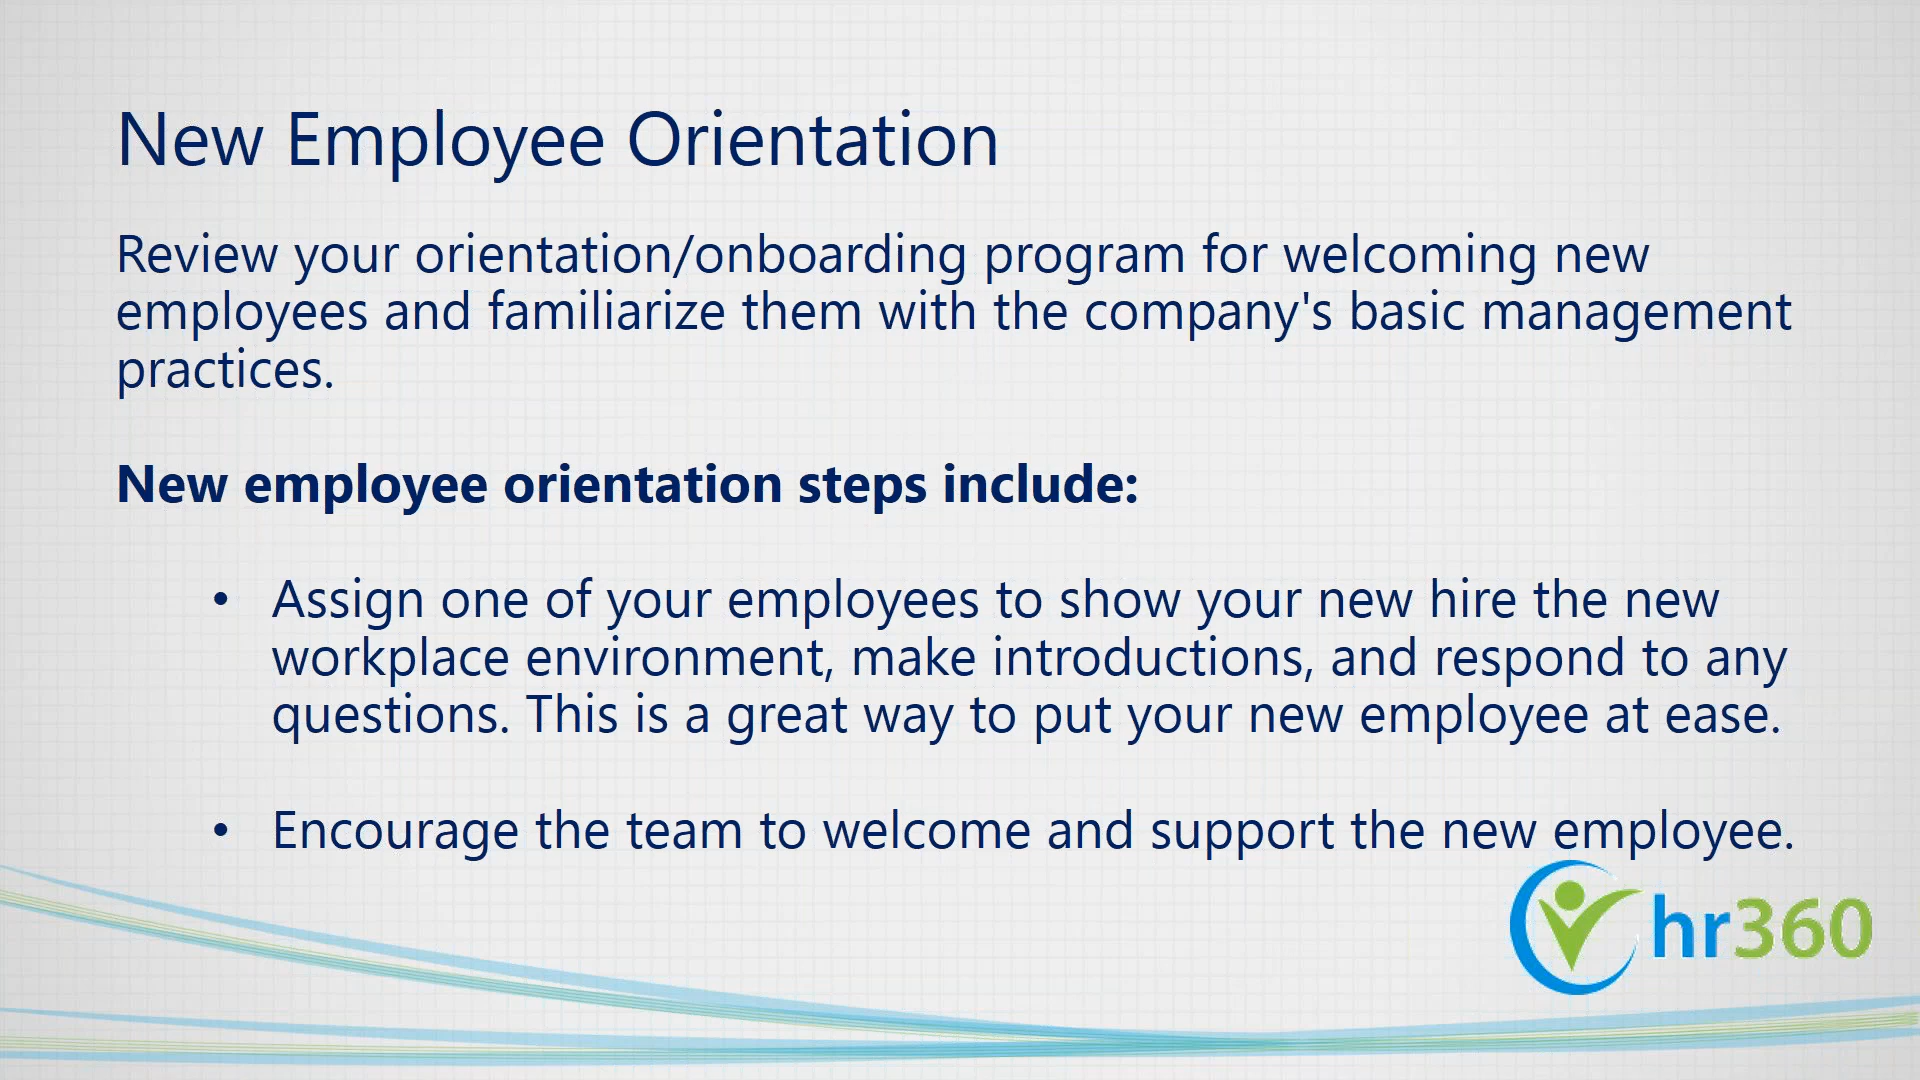 New Employee Orientation
Review your orientation/onboarding program for welcoming new
employees and familiarize them with the company's basic management
practices.
New employee orientation steps include:
• Assign one of your employees to show your new hire the new
workplace environment, make introductions, and respond to any
questions. This is a great way to put your new employee at ease.
• Encourage the team to welcome and support the new employee.
hr360